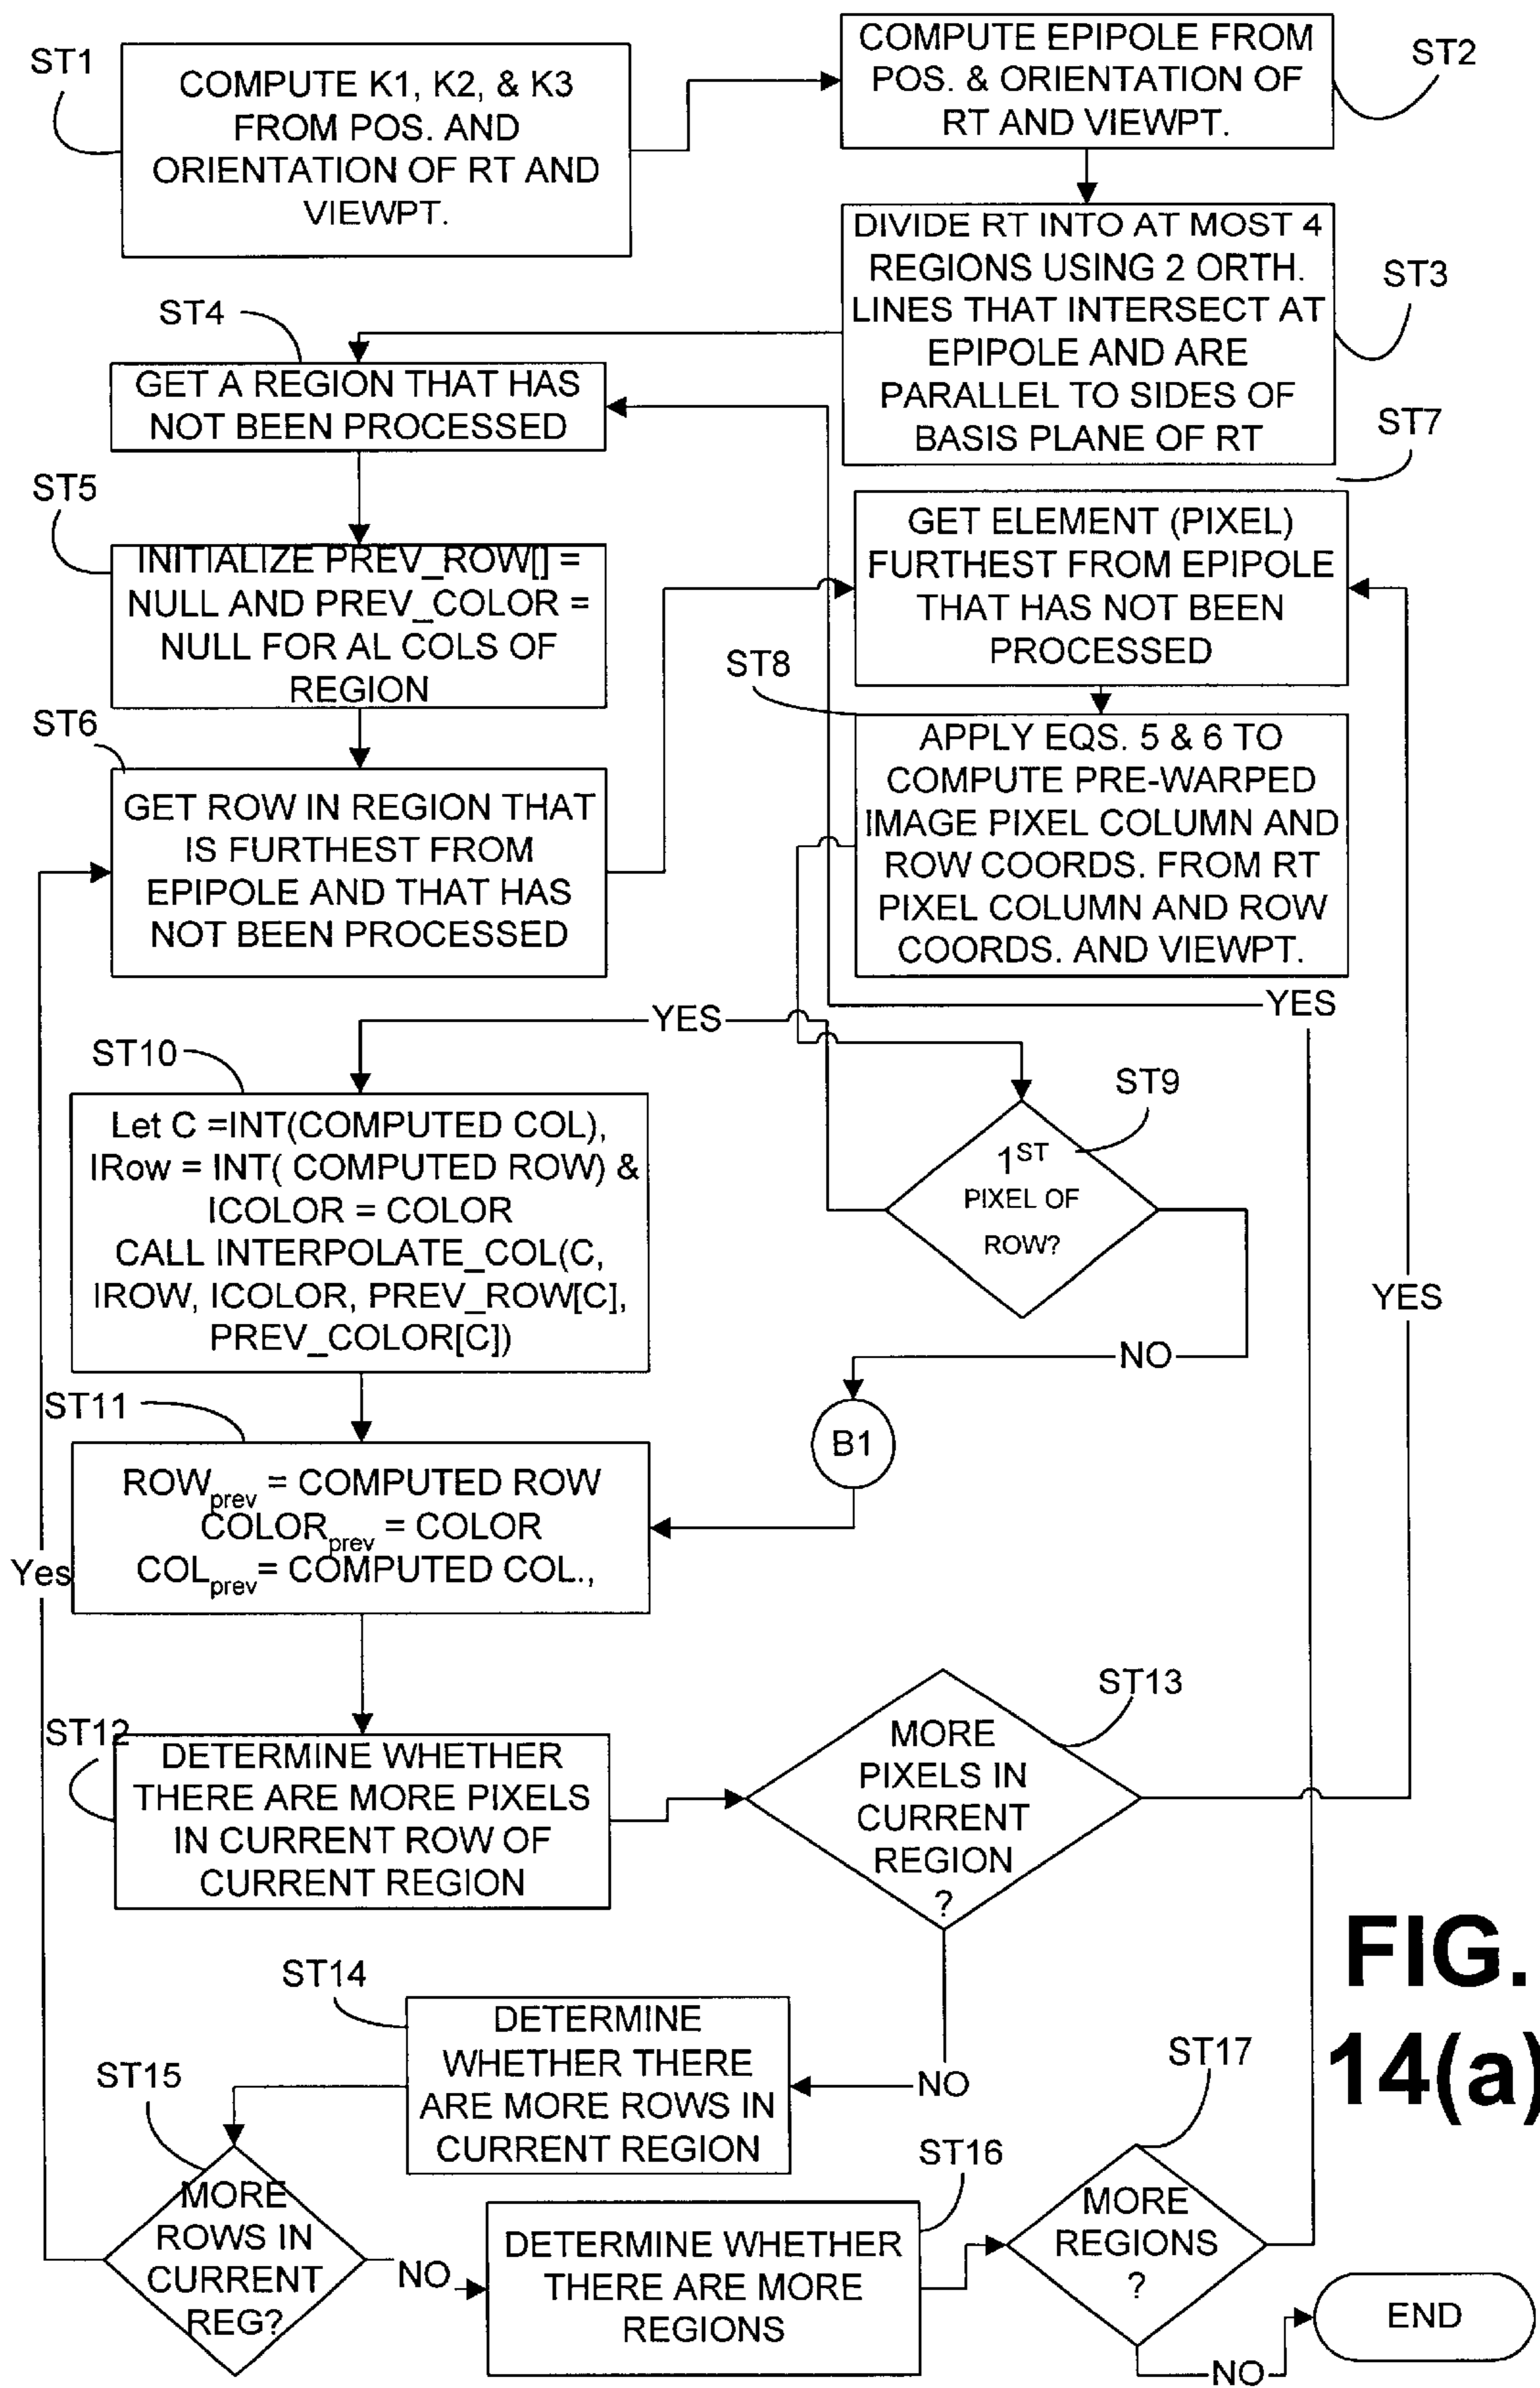 ST1
COMPUTE K1, K2, & K3
FROM POS. AND
ORIENTATION OF RT AND
VIEWPT.
COMPUTE EPIPOLE FROM
POS. & ORIENTATION OF
RT AND VIEWPT.
ST2
DIVIDE RT INTO AT MOST 4
REGIONS USING 2 ORTH.
LINES THAT INTERSECT AT
EPIPOLE AND ARE
PARALLEL TO SIDES OF
BASIS PLANE OF RT
ST3
ST4
GET A REGION THAT HAS
NOT BEEN PROCESSED
ST5
INITIALIZE PREV_ROW[] =
NULL AND PREV_COLOR =
NULL FOR AL COLS OF
REGION
ST6
GET ROW IN REGION THAT
IS FURTHEST FROM
EPIPOLE AND THAT HAS
NOT BEEN PROCESSED
ST7
GET ELEMENT (PIXEL)
FURTHEST FROM EPIPOLE
THAT HAS NOT BEEN
PROCESSED
ST8
APPLY EQS. 5 & 6 TO
COMPUTE PRE-WARPED
IMAGE PIXEL COLUMN AND
ROW COORDS. FROM RT
PIXEL COLUMN AND ROW
COORDS. AND VIEWPT.
YES
YES
ST9
1ST
PIXEL OF
ROW?
ST10
Let C =INT(COMPUTED COL),
IRow = INT( COMPUTED ROW) &
ICOLOR = COLOR
CALL INTERPOLATE_COL(C,
IROW, ICOLOR, PREV_ROW[C],
PREV_COLOR[C])
YES
NO
B1
ST11
ROWprev = COMPUTED ROW
COLORprev = COLOR
COLprev= COMPUTED COL.,
Yes
ST12
DETERMINE WHETHER
THERE ARE MORE PIXELS
IN CURRENT ROW OF
CURRENT REGION
ST13
MORE
PIXELS IN
CURRENT
REGION
?
NO
ST14
DETERMINE
WHETHER THERE
ARE MORE ROWS IN
CURRENT REGION
ST15
MORE
ROWS IN
CURRENT
REG?
NO
ST16
DETERMINE WHETHER
THERE ARE MORE
REGIONS
ST17
MORE
REGIONS
?
NO
END
FIG.
14(a)